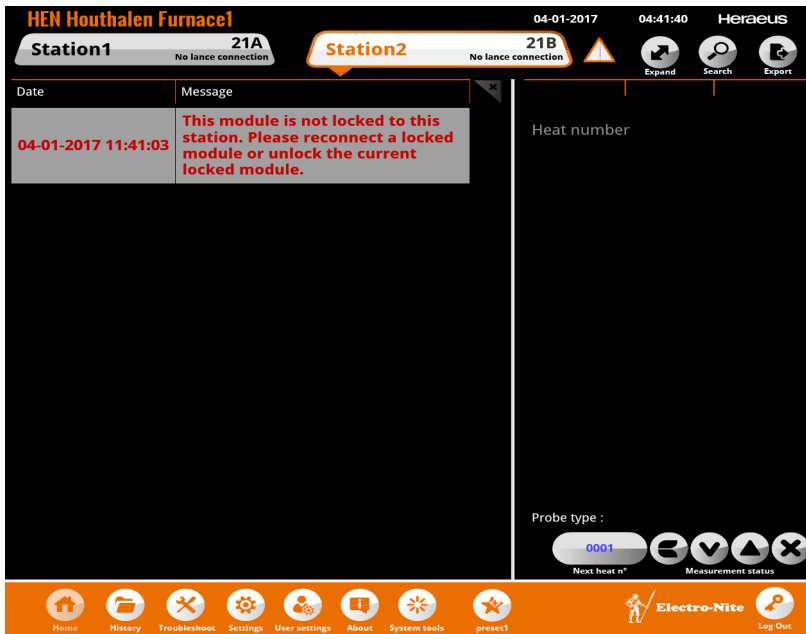 HEN Houthalen Furnace1
04-01-2017
04:41:40
Heraeus
Station1
21A
No lance connection
Station2
21B
No lance connection
Expand
Search
Export
Date
Message
04-01-2017 11:41:03
This module is not locked to this
station. Please reconnect a locked
module or unlock the current
locked module.
Heat number
Probe type :
0001
Next heat n°
Measurement status
Home
History
Troubleshoot
Settings
User settings
About
System tools
preset1
Electro-Nite
Log Out